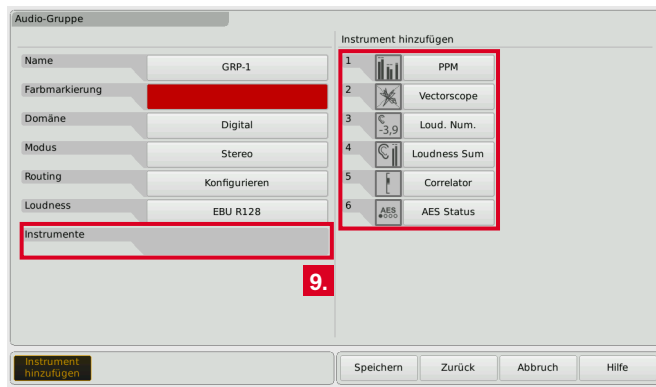 Audio-Gruppe
Name
GRP-1
Farbmarkierung
Domäne
Digital
Modus
Stereo
Routing
Konfigurieren
Loudness
EBU R128
Instrumente
9.
Instrument hinzufügen
1
PPM
2
Vectorscope
3
-3,9
Loud. Num.
4
Loudness Sum
5
Correlator
6
AES
AES Status
Instrument
hinzufügen
Speichern
Zurück
Abbruch
Hilfe